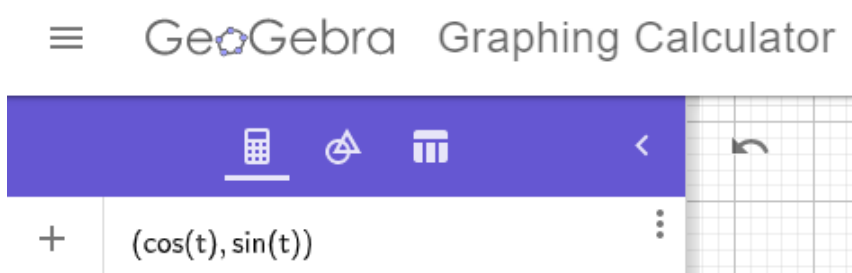 GeoGebra Graphing Calculator
(cos(t), sin(t))